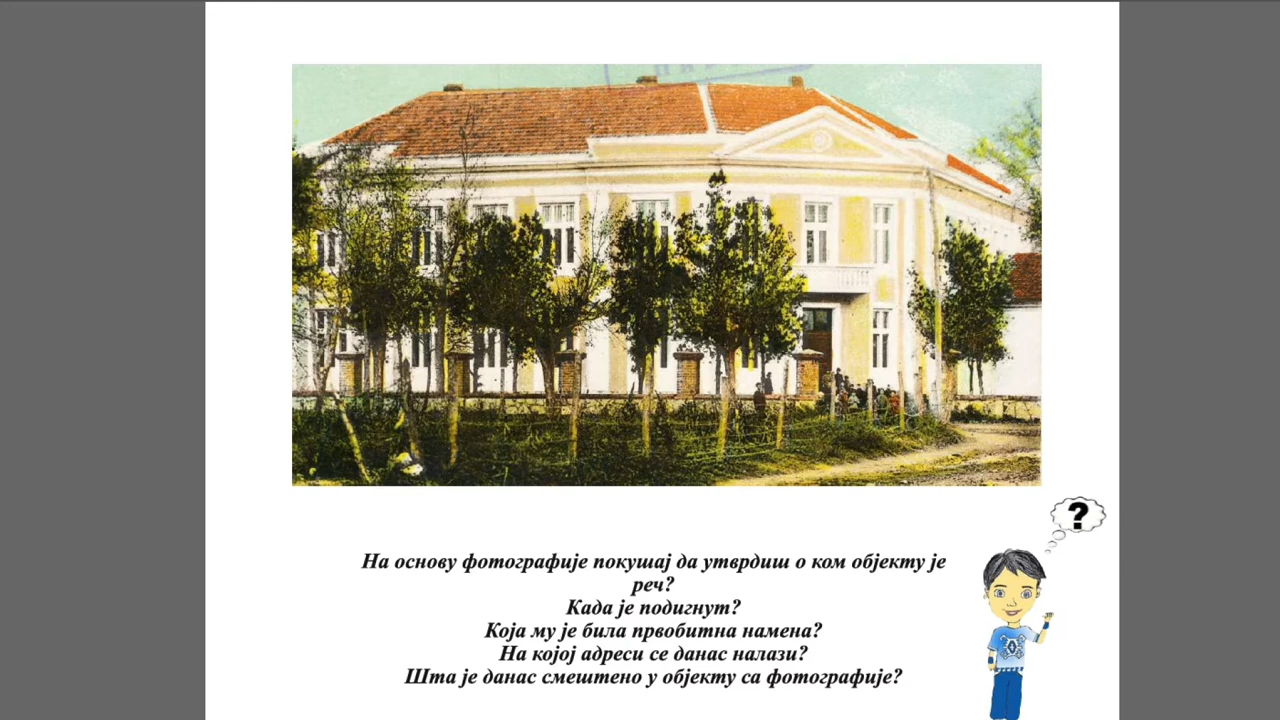 На основу фотографије покушај да утврдиш о ком објекту је
реч?
Када је подигнут?
Која му је била првобитна намена?
На којој адреси се данас налази?
Шта је данас смештено у објекту са фотографије?
?